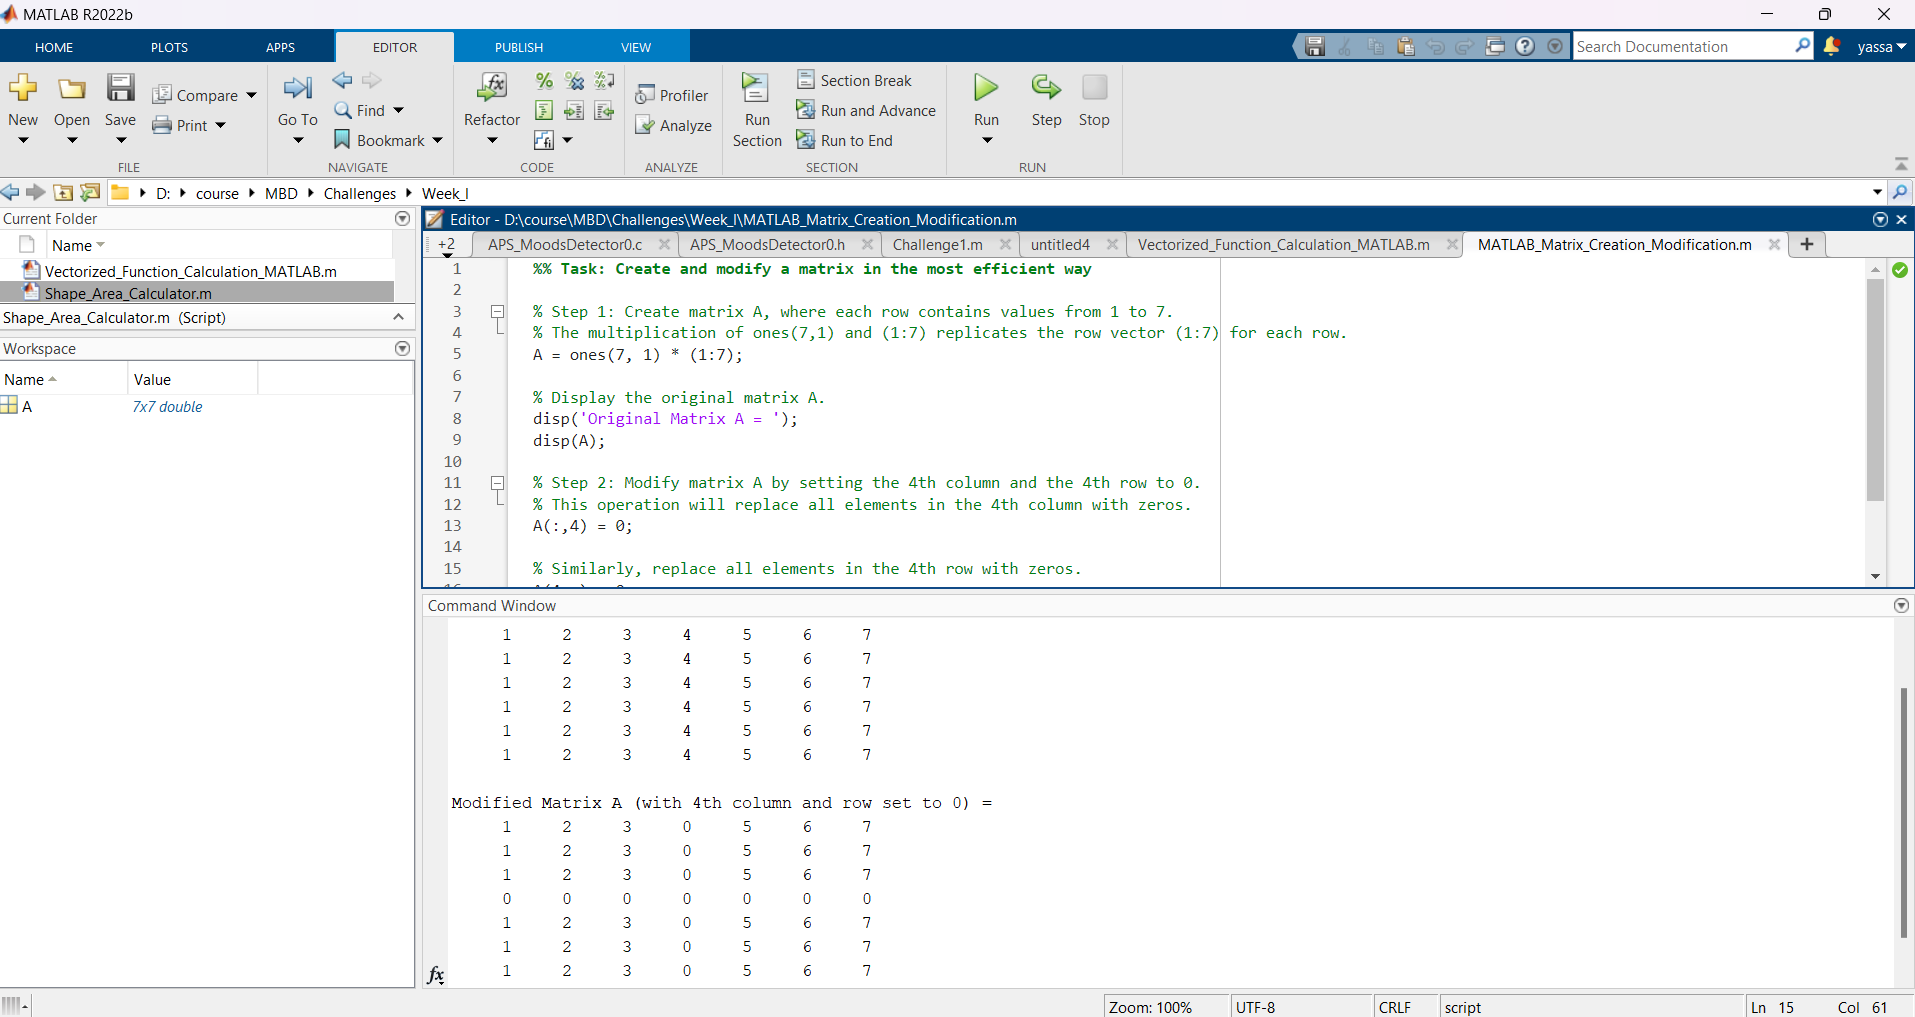 MATLAB R2022b
HOME PLOTS APPS EDITOR PUBLISH VIEW
Search Documentation
yassa
New Open Save
Compare
Print
Go To
Find
Bookmark
Refactor
Profiler
Analyze
Run
Section
Section Break
Run and Advance
Run to End
Run Step Stop
FILE NAVIGATE CODE ANALYZE SECTION RUN
D: course MBD Challenges Week_I
Current Folder
Name
Vectorized_Function_Calculation_MATLAB.m
Shape_Area_Calculator.m
Shape_Area_Calculator.m (Script)
Workspace
Name Value
A 7x7 double
Editor - D:\course\MBD\Challenges\Week_I\MATLAB_Matrix_Creation_Modification.m
+2 APS_MoodsDetector0.c APS_MoodsDetector0.h Challenge1.m untitled4 Vectorized_Function_Calculation_MATLAB.m MATLAB_Matrix_Creation_Modification.m +
1 %% Task: Create and modify a matrix in the most efficient way
2
3 % Step 1: Create matrix A, where each row contains values from 1 to 7.
4 % The multiplication of ones(7,1) and (1:7) replicates the row vector (1:7) for each row.
5 A = ones(7, 1) * (1:7);
6
7 % Display the original matrix A.
8 disp('Original Matrix A = ');
9 disp(A);
10
11 % Step 2: Modify matrix A by setting the 4th column and the 4th row to 0.
12 % This operation will replace all elements in the 4th column with zeros.
13 A(:,4) = 0;
14
15 % Similarly, replace all elements in the 4th row with zeros.
Command Window
1 2 3 4 5 6 7
1 2 3 4 5 6 7
1 2 3 4 5 6 7
1 2 3 4 5 6 7
1 2 3 4 5 6 7
1 2 3 4 5 6 7
Modified Matrix A (with 4th column and row set to 0) =
1 2 3 0 5 6 7
1 2 3 0 5 6 7
1 2 3 0 5 6 7
0 0 0 0 0 0 0
1 2 3 0 5 6 7
1 2 3 0 5 6 7
1 2 3 0 5 6 7
fx
Zoom: 100% UTF-8 CRLF script Ln 15 Col 61